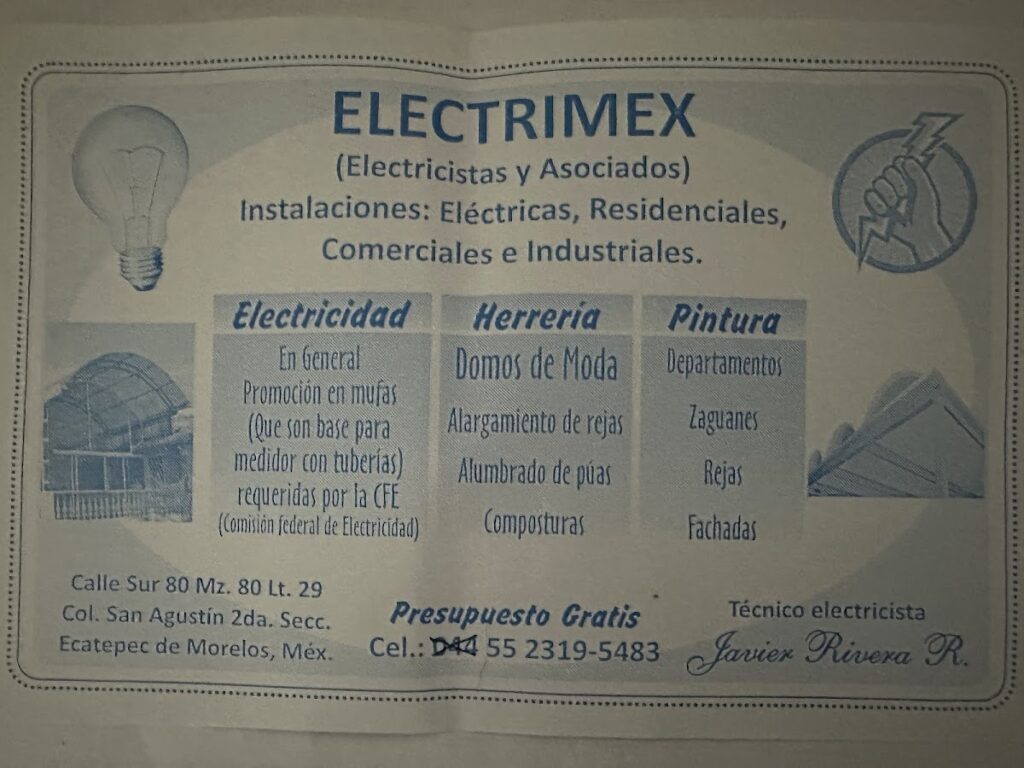 ELECTRIMEX
(Electricistas y Asociados)
Instalaciones: Eléctricas, Residenciales,
Comerciales e Industriales.
Electricidad
En General
Promoción en mufas
(Que son base para
medidor con tuberías)
requeridas por la CFE
(Comisión federal de Electricidad)
Herrería
Domos de Moda
Alargamiento de rejas
Alumbrado de púas
Composturas
Pintura
Departamentos
Zaguanes
Rejas
Fachadas
Calle Sur 80 Mz. 80 Lt. 29
Col. San Agustín 2da. Secc.
Ecatepec de Morelos, Méx.
Presupuesto Gratis
Cel.: 044 55 2319-5483
Técnico electricista
Javier Rivera R.